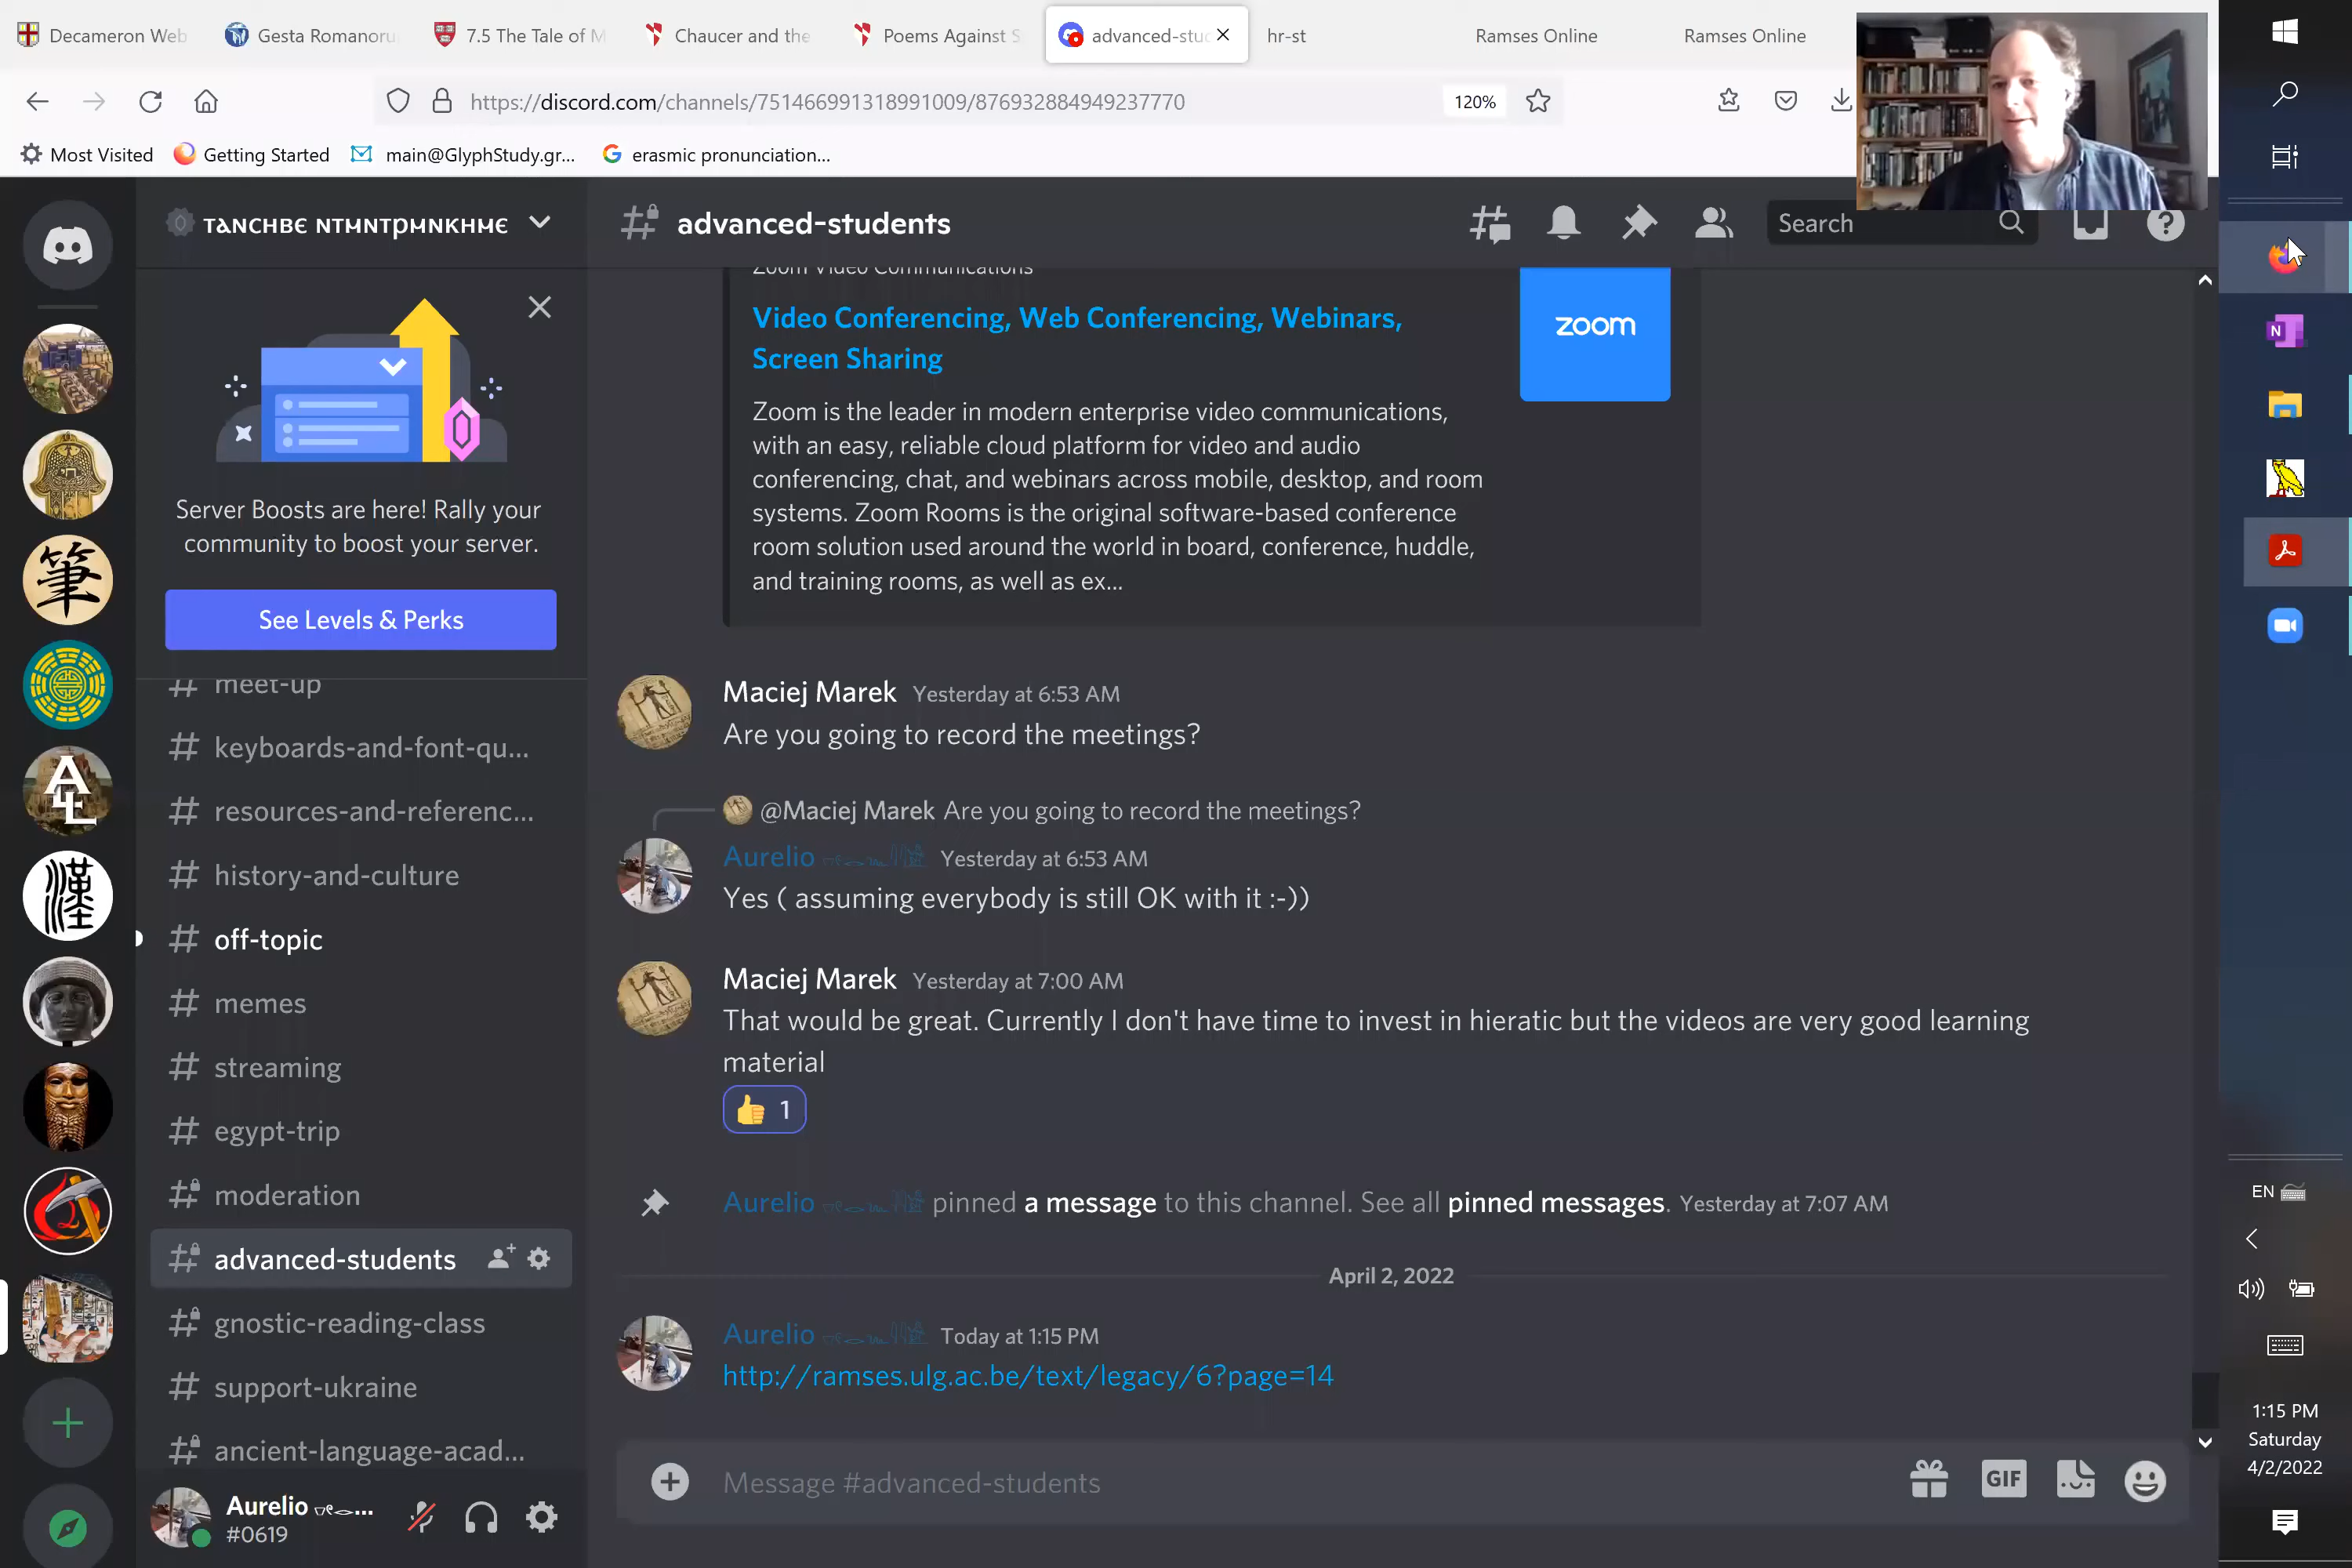 Decameron Web
Gesta Romanoru
7.5 The Tale of M
Chaucer and the
Poems Against S
advanced-stud
hr-st
Ramses Online
Ramses Online
https://discord.com/channels/751466991318991009/876932884949237770
120%
Most Visited
Getting Started
main@GlyphStudy.gr...
erasmic pronunciation...
ⲧⲁⲛⲥⲏⲃⲉ ⲛⲧⲙⲛⲧⲣⲙⲛⲕⲏⲙⲉ
advanced-students
Search
Server Boosts are here! Rally your
community to boost your server.
See Levels & Perks
meet-up
keyboards-and-font-qu...
resources-and-referenc...
history-and-culture
off-topic
memes
streaming
egypt-trip
moderation
advanced-students
gnostic-reading-class
support-ukraine
ancient-language-acad...
Aurelio
#0619
Zoom Video Communications
Video Conferencing, Web Conferencing, Webinars,
Screen Sharing
zoom
Zoom is the leader in modern enterprise video communications,
with an easy, reliable cloud platform for video and audio
conferencing, chat, and webinars across mobile, desktop, and room
systems. Zoom Rooms is the original software-based conference
room solution used around the world in board, conference, huddle,
and training rooms, as well as ex...
Maciej Marek Yesterday at 6:53 AM
Are you going to record the meetings?
@Maciej Marek Are you going to record the meetings?
Aurelio Yesterday at 6:53 AM
Yes ( assuming everybody is still OK with it :-))
Maciej Marek Yesterday at 7:00 AM
That would be great. Currently I don't have time to invest in hieratic but the videos are very good learning
material
👍 1
Aurelio pinned a message to this channel. See all pinned messages. Yesterday at 7:07 AM
April 2, 2022
Aurelio Today at 1:15 PM
http://ramses.ulg.ac.be/text/legacy/6?page=14
Message #advanced-students
GIF
筆
漢
N
EN
1:15 PM
Saturday
4/2/2022